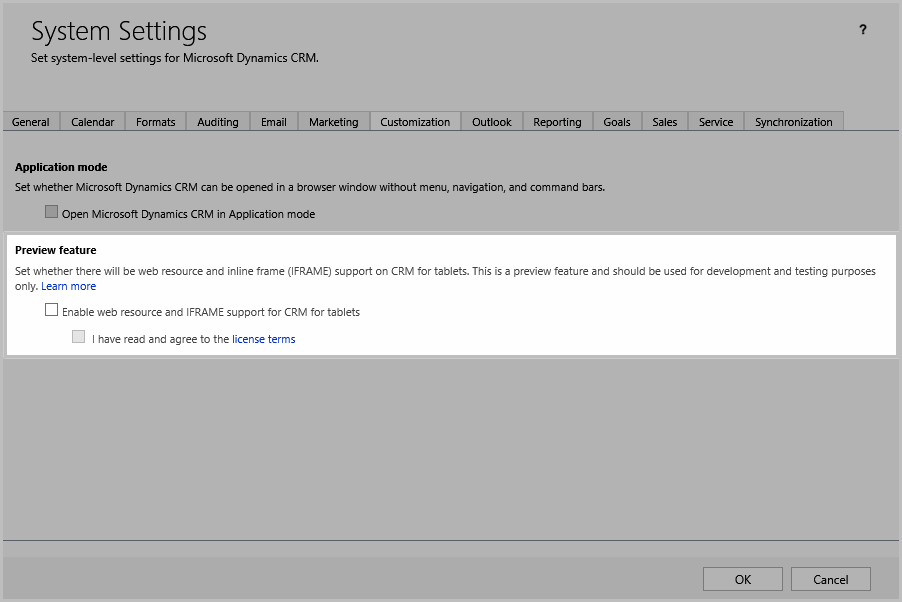 System Settings
?
Set system-level settings for Microsoft Dynamics CRM.
General Calendar Formats Auditing Email Marketing Customization Outlook Reporting Goals Sales Service Synchronization
Application mode
Set whether Microsoft Dynamics CRM can be opened in a browser window without menu, navigation, and command bars.
Open Microsoft Dynamics CRM in Application mode
Preview feature
Set whether there will be web resource and inline frame (IFRAME) support on CRM for tablets. This is a preview feature and should be used for development and testing purposes
only. Learn more
Enable web resource and IFRAME support for CRM for tablets
I have read and agree to the license terms
OK Cancel